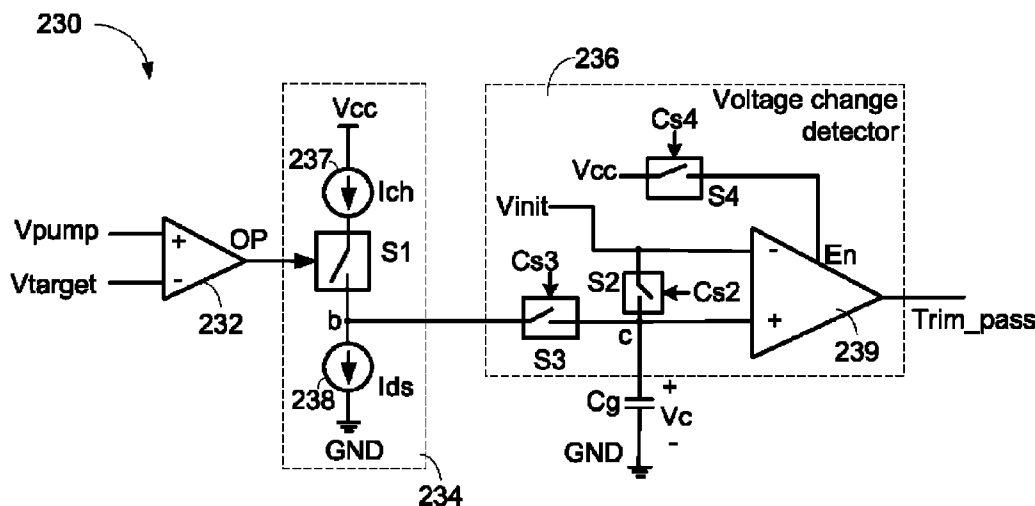 230
236
Voltage change
detector
Vcc
Cs4
237
Ich
Vcc
S4
Vinit
Vpump
OP
S1
En
Vtarget
Cs3
S2
Cs2
232
b
c
239
Trim_pass
S3
238
Ids
Cg
Vc
GND
GND
234